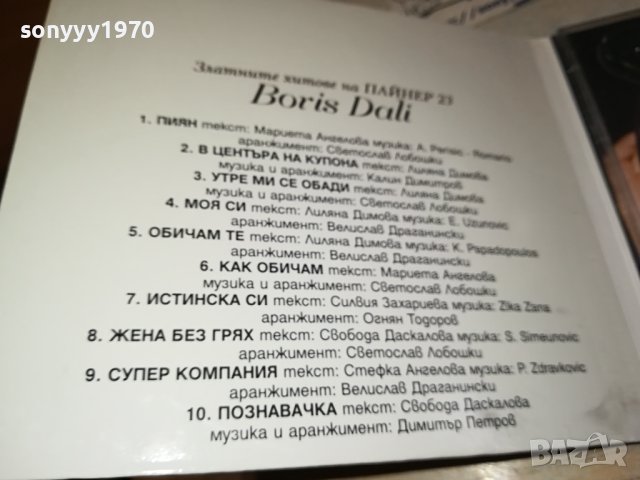 sonyyy1970
Златните хитове на ПАЙНЕР 23
Boris Dali
1. ПИЯН текст: Мариета Ангелова музика: A. Perisic - Romario
аранжимент: Светослав Лобошки
2. В ЦЕНТЪРА НА КУПОНА текст: Лиляна Димова
музика и аранжимент: Калин Димитров
3. УТРЕ МИ СЕ ОБАДИ текст: Лиляна Димова
музика и аранжимент: Светослав Лобошки
4. МОЯ СИ текст: Лиляна Димова музика: E. Uzunovic
аранжимент: Велислав Драганински
5. ОБИЧАМ ТЕ текст: Лиляна Димова музика: K. Papadopoulos
аранжимент: Велислав Драганински
6. КАК ОБИЧАМ текст: Мариета Ангелова
музика и аранжимент: Светослав Лобошки
7. ИСТИНСКА СИ текст: Силвия Захариева музика: Zika Zana
аранжимент: Огнян Тодоров
8. ЖЕНА БЕЗ ГРЯХ текст: Свобода Даскалова музика: S. Simeunovic
аранжимент: Светослав Лобошки
9. СУПЕР КОМПАНИЯ текст: Стефка Ангелова музика: P. Zdravkovic
аранжимент: Велислав Драганински
10. ПОЗНАВАЧКА текст: Свобода Даскалова
музика и аранжимент: Димитър Петров
BAZAR